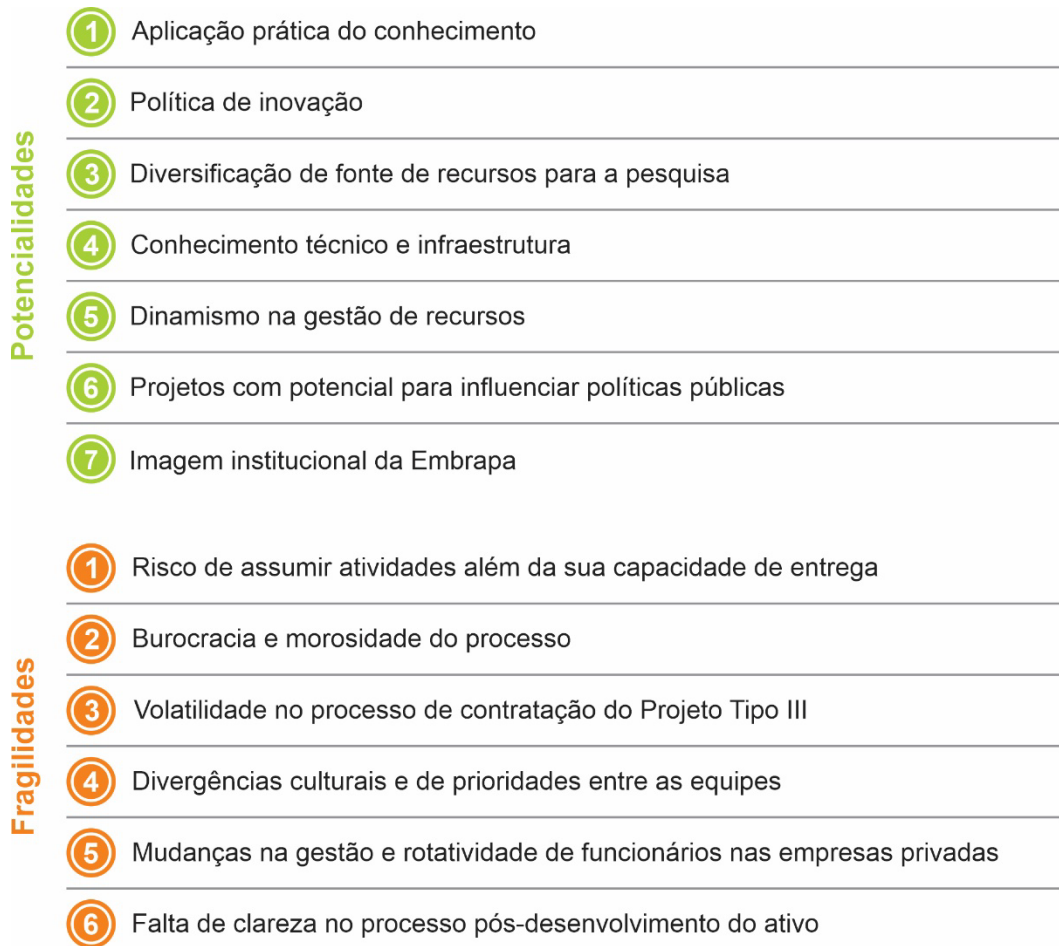 Potencialidades
1 Aplicação prática do conhecimento
2 Política de inovação
3 Diversificação de fonte de recursos para a pesquisa
4 Conhecimento técnico e infraestrutura
5 Dinamismo na gestão de recursos
6 Projetos com potencial para influenciar políticas públicas
7 Imagem institucional da Embrapa
Fragilidades
1 Risco de assumir atividades além da sua capacidade de entrega
2 Burocracia e morosidade do processo
3 Volatilidade no processo de contratação do Projeto Tipo III
4 Divergências culturais e de prioridades entre as equipes
5 Mudanças na gestão e rotatividade de funcionários nas empresas privadas
6 Falta de clareza no processo pós-desenvolvimento do ativo